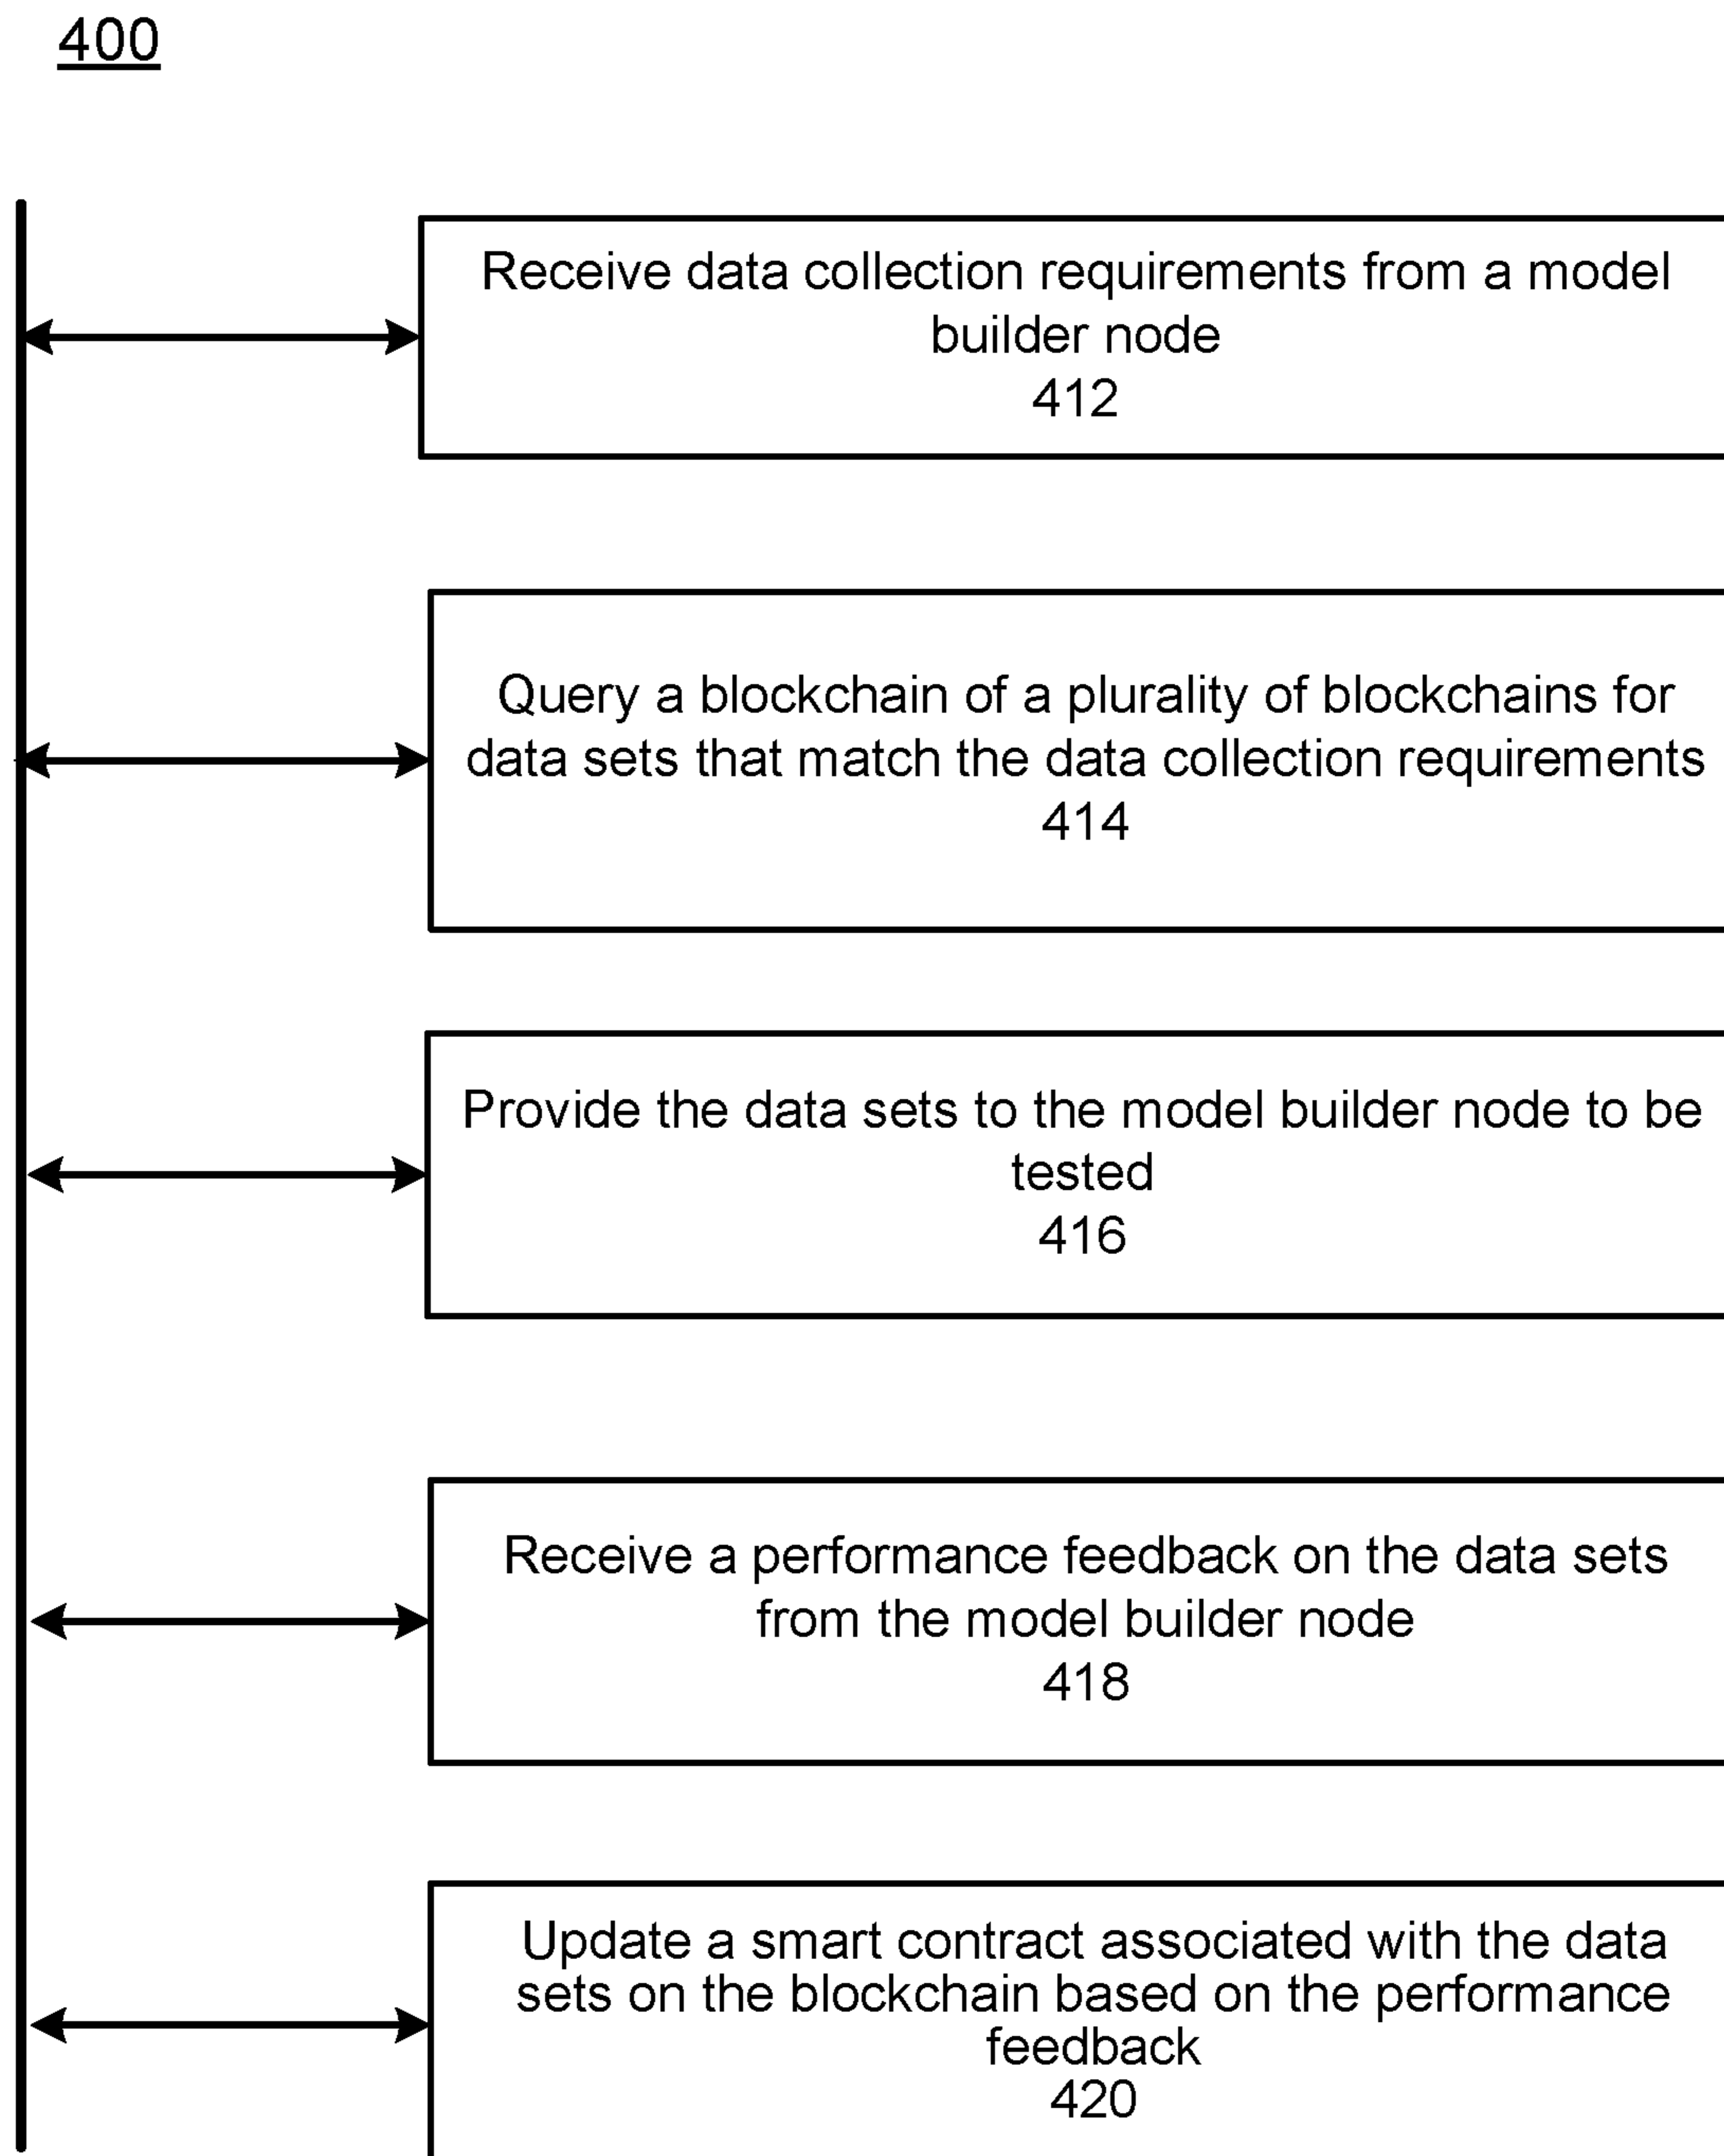 400
Receive data collection requirements from a model
builder node
412
Query a blockchain of a plurality of blockchains for
data sets that match the data collection requirements
414
Provide the data sets to the model builder node to be
tested
416
Receive a performance feedback on the data sets
from the model builder node
418
Update a smart contract associated with the data
sets on the blockchain based on the performance
feedback
420